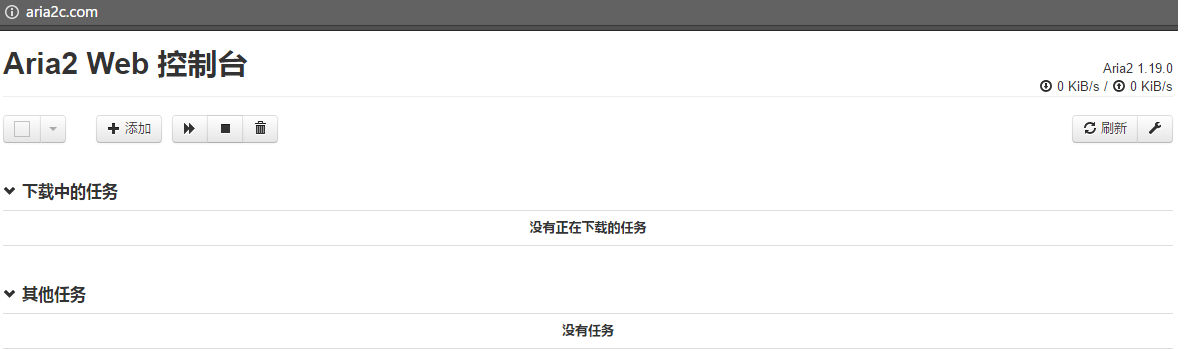 aria2c.com
Aria2 Web 控制台
Aria2 1.19.0
0 KiB/s / 0 KiB/s
添加
刷新
下载中的任务
没有正在下载的任务
其他任务
没有任务